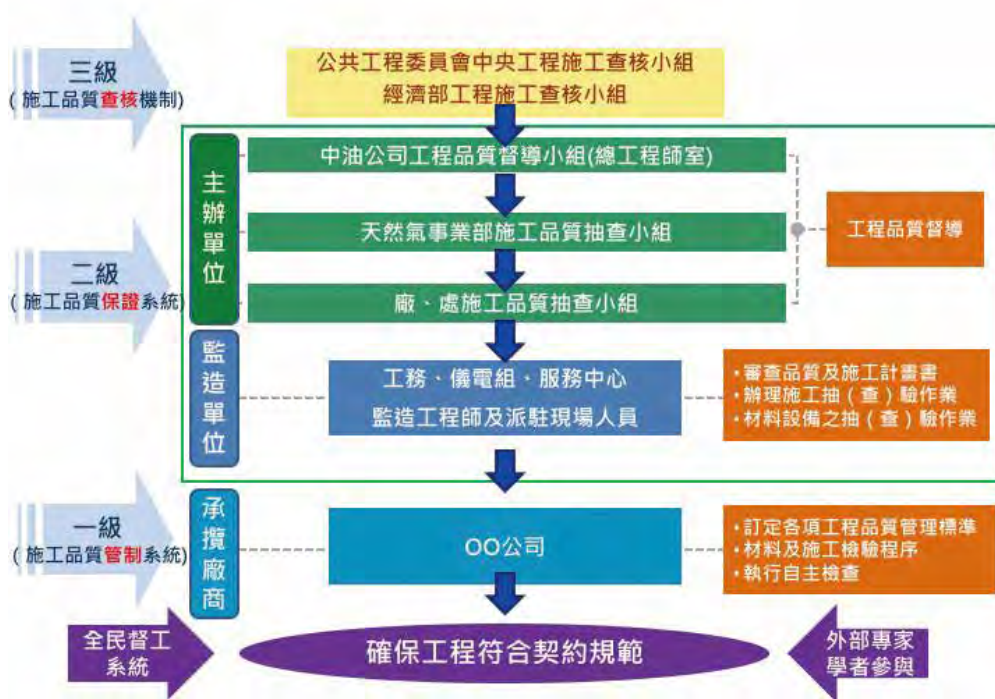 三級
(施工品質查核機制)
公共工程委員會中央工程施工查核小組
經濟部工程施工查核小組
主辦單位
中油公司工程品質督導小組(總工程師室)
天然氣事業部施工品質抽查小組
廠、處施工品質抽查小組
工程品質督導
二級
(施工品質保證系統)
監造單位
工務、儀電組、服務中心
監造工程師及派駐現場人員
•審查品質及施工計畫書
•辦理施工抽(查)驗作業
•材料設備之抽(查)驗作業
一級
(施工品質管制系統)
承攬廠商
OO公司
•訂定各項工程品質管理標準
•材料及施工檢驗程序
•執行自主檢查
全民督工
系統
確保工程符合契約規範
外部專家
學者參與